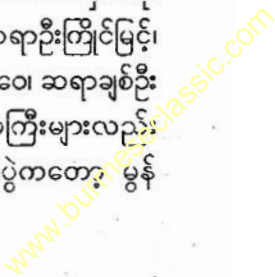 ရာဦးကြိုင်မြင့်၊
ဝေ၊ ဆရာချစ်ဦး
ကြီးများလည်း
ပွဲကတော့ မွန်
www.burmeseclassic.com